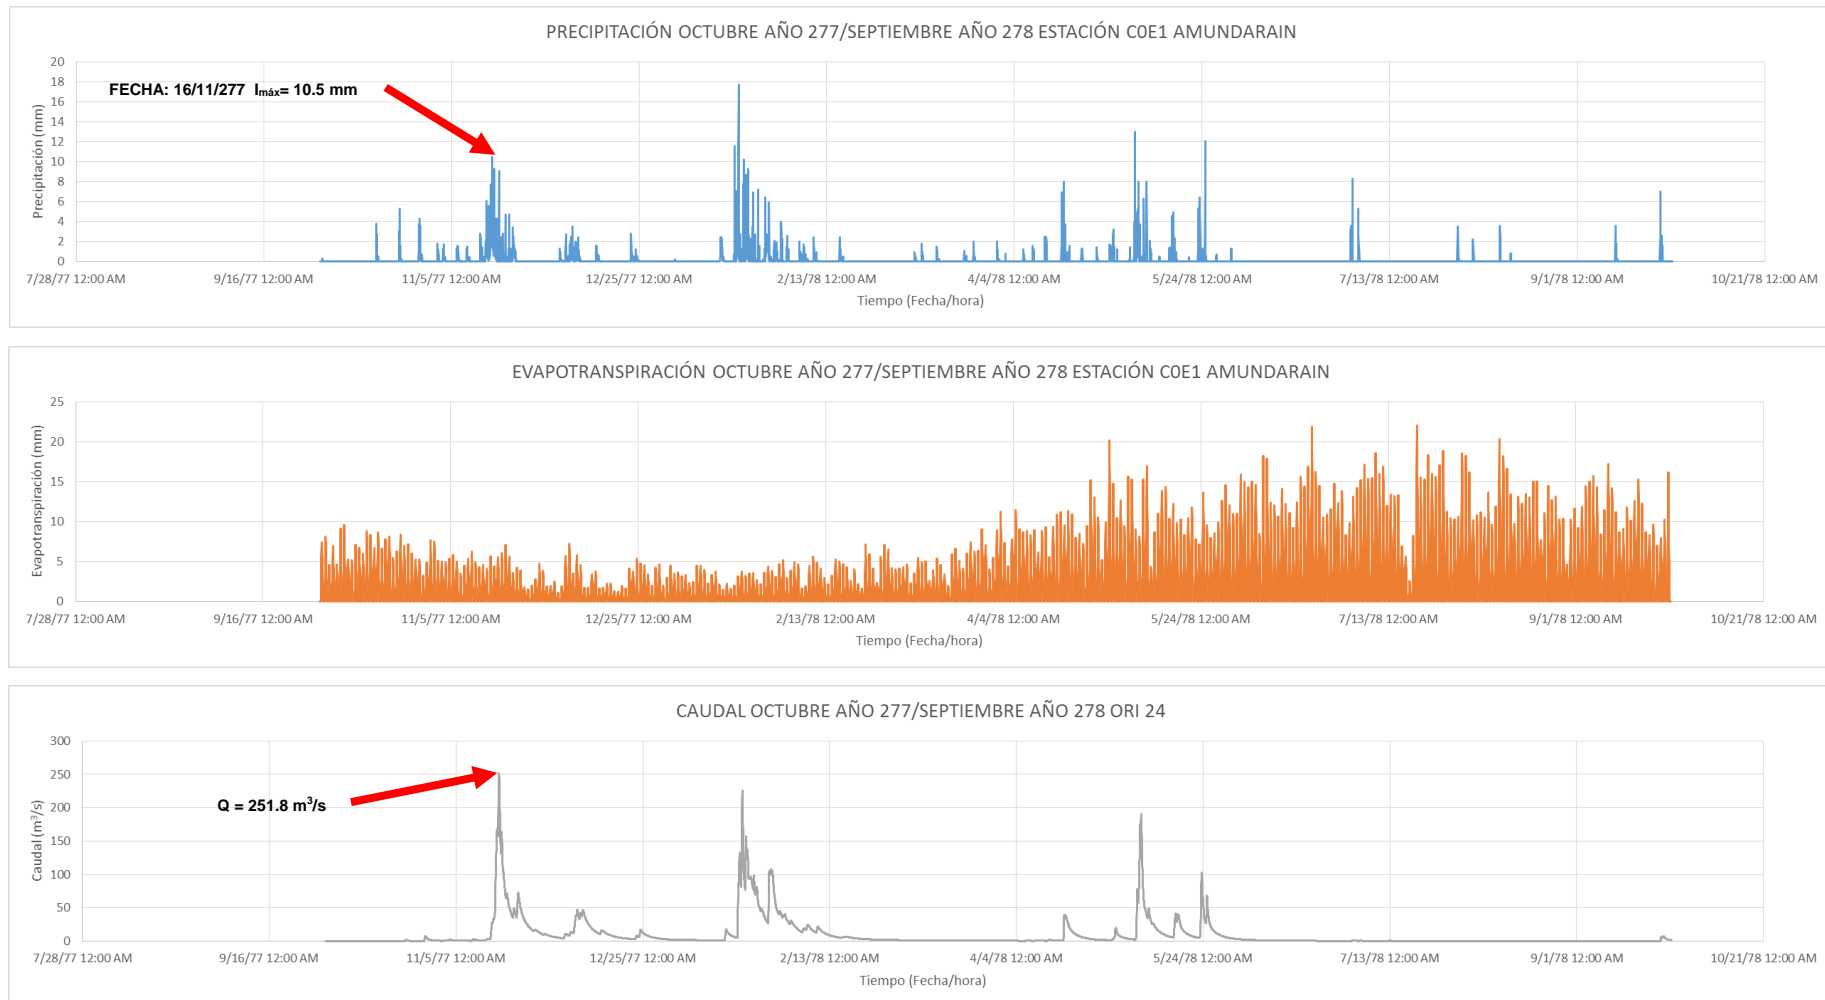 PRECIPITACIÓN OCTUBRE AÑO 277/SEPTIEMBRE AÑO 278 ESTACIÓN C0E1 AMUNDARAIN
20
18
16
14
12
10
8
6
4
2
0
Precipitación (mm)
FECHA: 16/11/277 Imáx= 10.5 mm
7/28/77 12:00 AM 9/16/77 12:00 AM 11/5/77 12:00 AM 12/25/77 12:00 AM 2/13/78 12:00 AM 4/4/78 12:00 AM 5/24/78 12:00 AM 7/13/78 12:00 AM 9/1/78 12:00 AM 10/21/78 12:00 AM
Tiempo (Fecha/hora)
EVAPOTRANSPIRACIÓN OCTUBRE AÑO 277/SEPTIEMBRE AÑO 278 ESTACIÓN C0E1 AMUNDARAIN
25
20
15
10
5
0
Evapotranspiración (mm)
7/28/77 12:00 AM 9/16/77 12:00 AM 11/5/77 12:00 AM 12/25/77 12:00 AM 2/13/78 12:00 AM 4/4/78 12:00 AM 5/24/78 12:00 AM 7/13/78 12:00 AM 9/1/78 12:00 AM 10/21/78 12:00 AM
Tiempo (Fecha/hora)
CAUDAL OCTUBRE AÑO 277/SEPTIEMBRE AÑO 278 ORI 24
300
250
200
150
100
50
0
Caudal (m³/s)
Q = 251.8 m³/s
7/28/77 12:00 AM 9/16/77 12:00 AM 11/5/77 12:00 AM 12/25/77 12:00 AM 2/13/78 12:00 AM 4/4/78 12:00 AM 5/24/78 12:00 AM 7/13/78 12:00 AM 9/1/78 12:00 AM 10/21/78 12:00 AM
Tiempo (Fecha/hora)